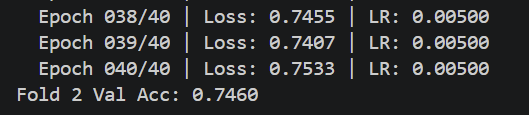 Epoch 038/40 | Loss: 0.7455 | LR: 0.00500
Epoch 039/40 | Loss: 0.7407 | LR: 0.00500
Epoch 040/40 | Loss: 0.7533 | LR: 0.00500
Fold 2 Val Acc: 0.7460